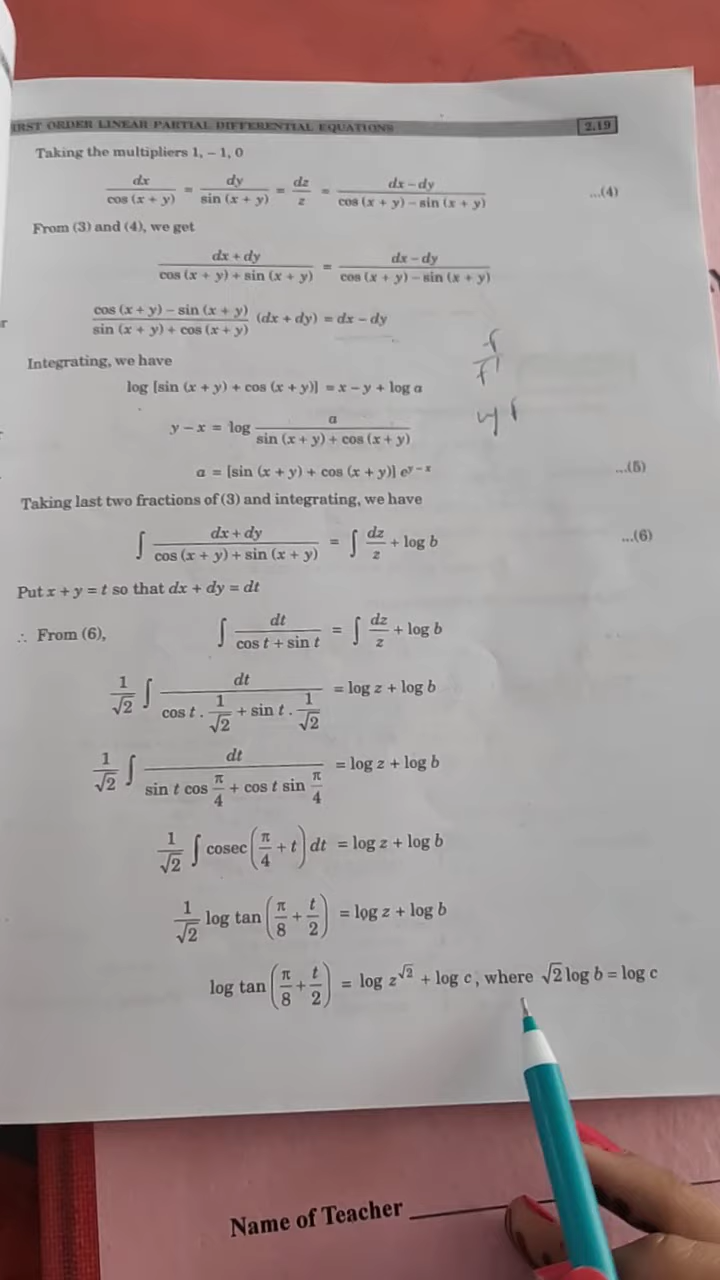 IRST ORDER LINEAR PARTIAL DIFFERENTIAL EQUATIONS 2.19
Taking the multipliers 1, – 1, 0
dx/cos (x + y) = dy/sin (x + y) = dz/z = dx – dy/cos (x + y) – sin (x + y) ...(4)
From (3) and (4), we get
dx + dy/cos (x + y) + sin (x + y) = dx – dy/cos (x + y) – sin (x + y)
cos (x + y) – sin (x + y)/sin (x + y) + cos (x + y) (dx + dy) = dx – dy
Integrating, we have
log [sin (x + y) + cos (x + y)] = x – y + log a
y – x = log a/sin (x + y) + cos (x + y)
a = [sin (x + y) + cos (x + y)] e^(y – x) ...(5)
Taking last two fractions of (3) and integrating, we have
∫ dx + dy/cos (x + y) + sin (x + y) = ∫ dz/z + log b ...(6)
Put x + y = t so that dx + dy = dt
∴ From (6), ∫ dt/cos t + sin t = ∫ dz/z + log b
1/√2 ∫ dt/cos t . 1/√2 + sin t . 1/√2 = log z + log b
1/√2 ∫ dt/sin t cos π/4 + cos t sin π/4 = log z + log b
1/√2 ∫ cosec (π/4 + t) dt = log z + log b
1/√2 log tan (π/8 + t/2) = log z + log b
log tan (π/8 + t/2) = log z^√2 + log c, where √2 log b = log c
Name of Teacher